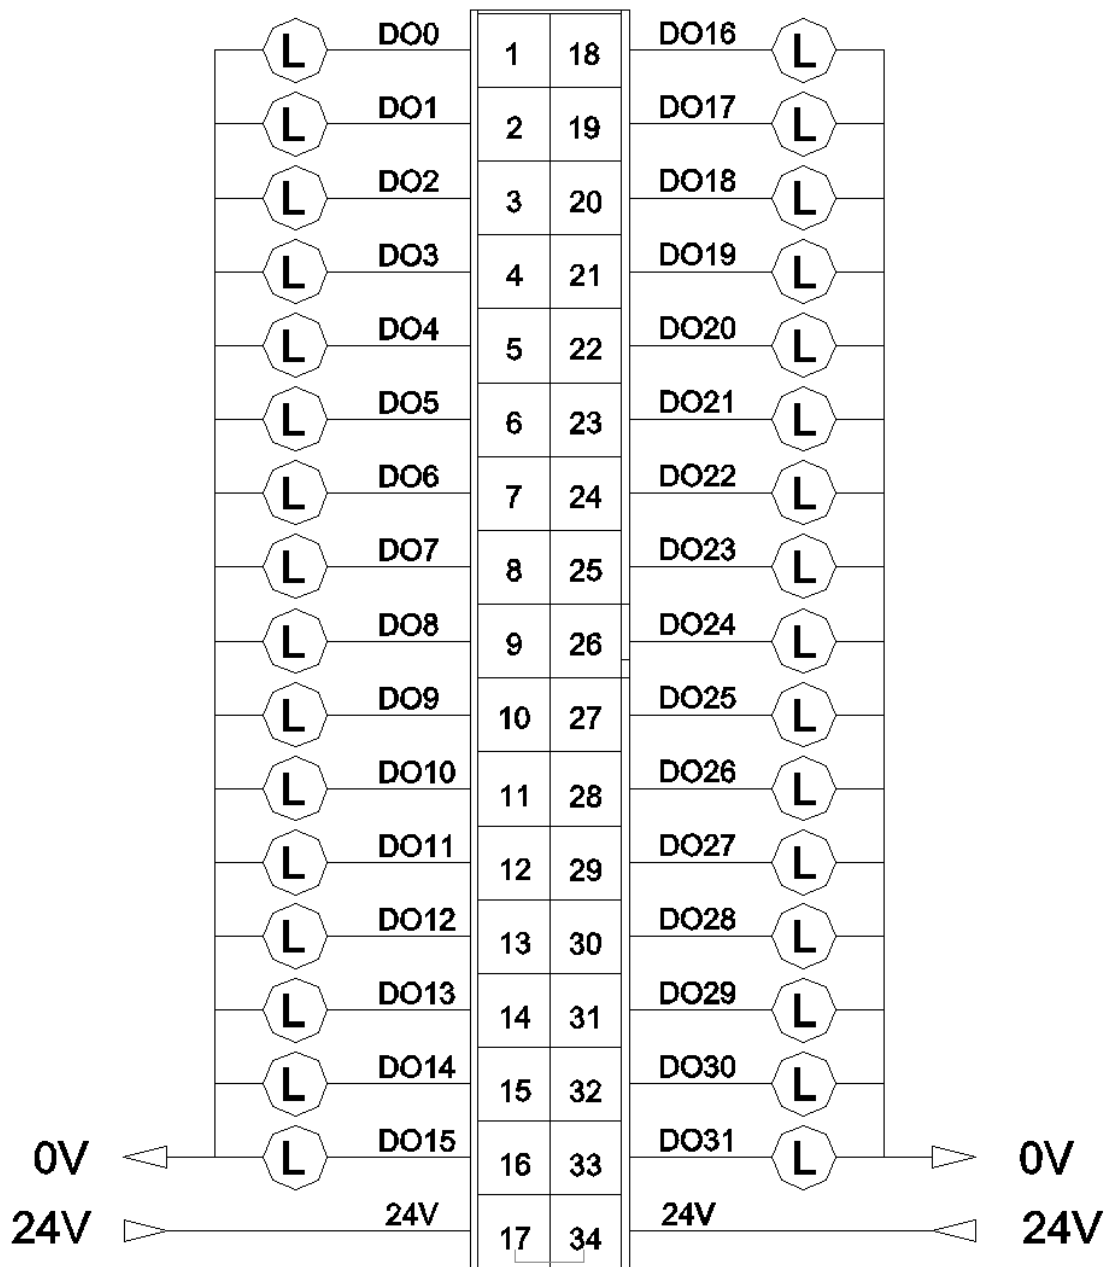 L DO0 1 18 DO16 L
L DO1 2 19 DO17 L
L DO2 3 20 DO18 L
L DO3 4 21 DO19 L
L DO4 5 22 DO20 L
L DO5 6 23 DO21 L
L DO6 7 24 DO22 L
L DO7 8 25 DO23 L
L DO8 9 26 DO24 L
L DO9 10 27 DO25 L
L DO10 11 28 DO26 L
L DO11 12 29 DO27 L
L DO12 13 30 DO28 L
L DO13 14 31 DO29 L
L DO14 15 32 DO30 L
0V L DO15 16 33 DO31 L 0V
24V 24V 17 34 24V 24V